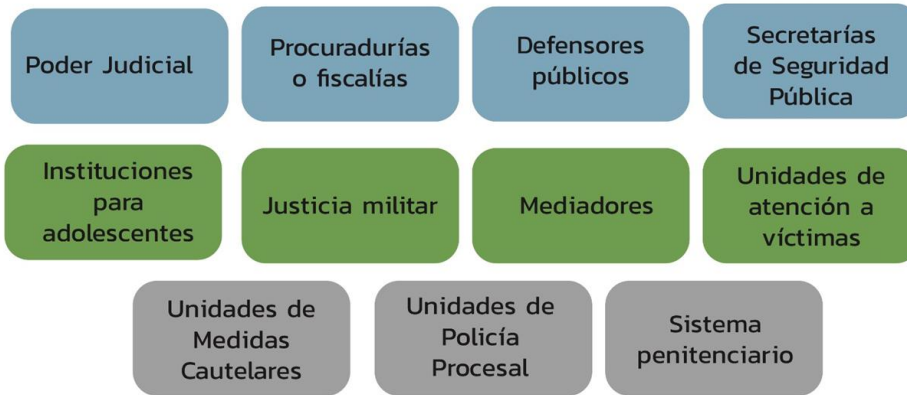 Poder Judicial
Procuradurías
o fiscalías
Defensores
públicos
Secretarías
de Seguridad
Pública
Instituciones
para
adolescentes
Justicia militar
Mediadores
Unidades de
atención a
víctimas
Unidades de
Medidas
Cautelares
Unidades de
Policía
Procesal
Sistema
penitenciario